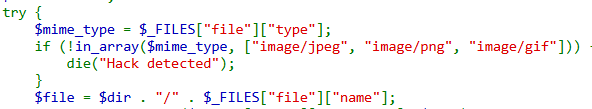 try {
$mime_type = $_FILES["file"]["type"];
if (!in_array($mime_type, ["image/jpeg", "image/png", "image/gif"])) {
die("Hack detected");
}
$file = $dir . "/" . $_FILES["file"]["name"];